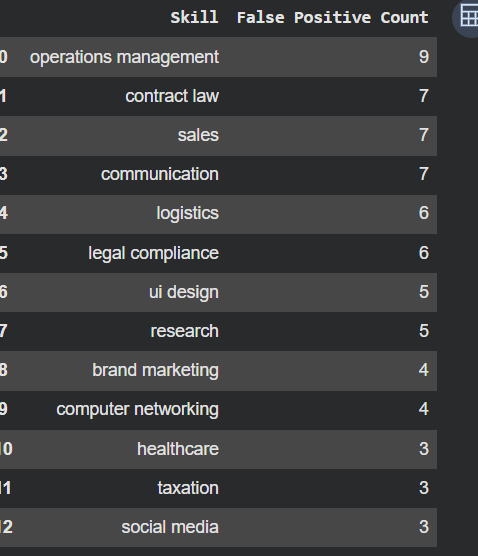 Skill False Positive Count
0 operations management 9
1 contract law 7
2 sales 7
3 communication 7
4 logistics 6
5 legal compliance 6
6 ui design 5
7 research 5
8 brand marketing 4
9 computer networking 4
10 healthcare 3
11 taxation 3
12 social media 3